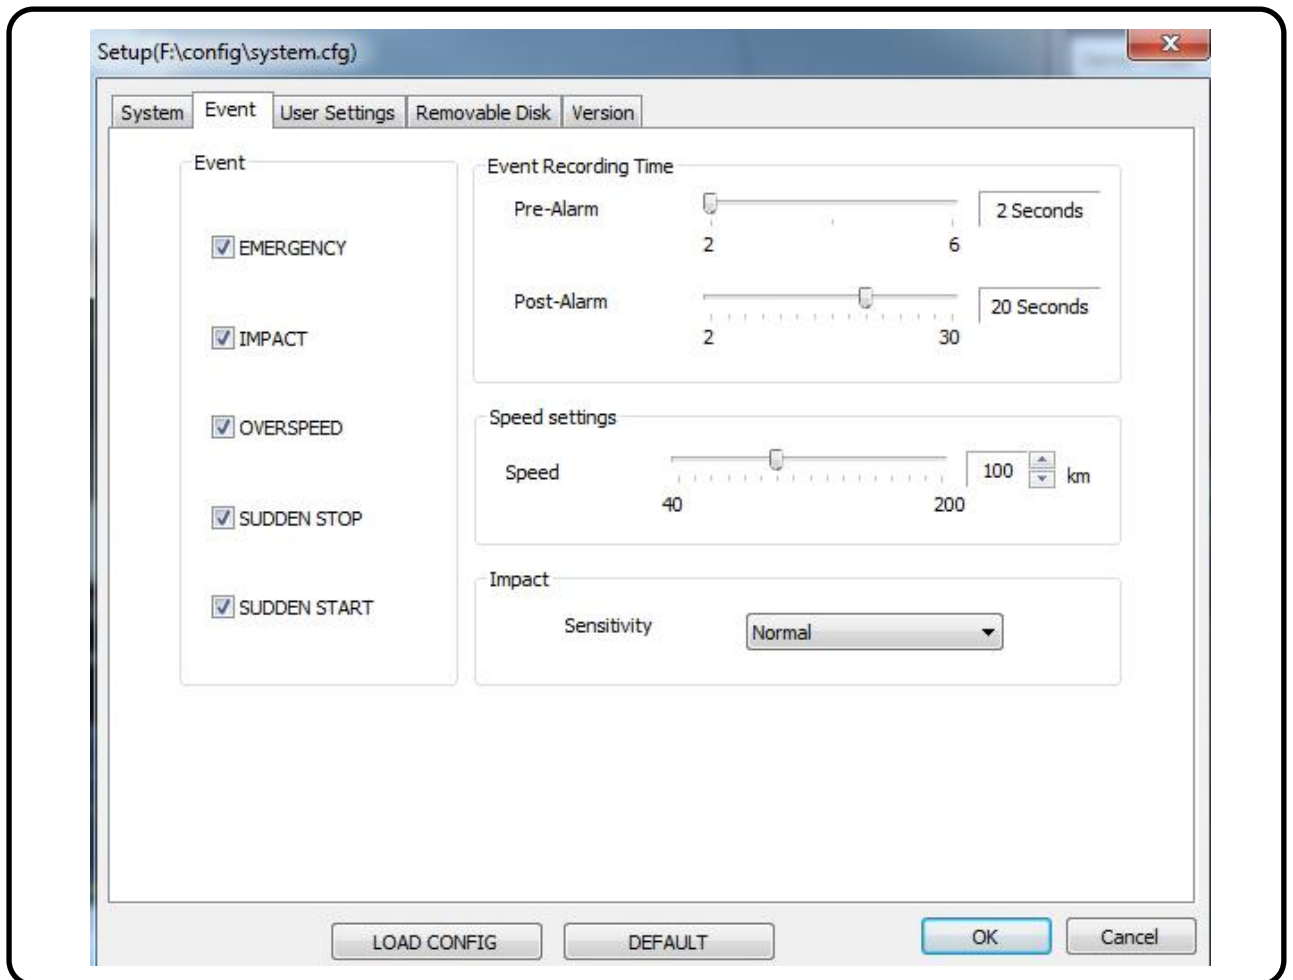 Setup(F:\config\system.cfg)
System Event User Settings Removable Disk Version
Event
EMERGENCY
IMPACT
OVERSPEED
SUDDEN STOP
SUDDEN START
Event Recording Time
Pre-Alarm 2 Seconds
2 6
Post-Alarm 20 Seconds
2 30
Speed settings
Speed 100 km
40 200
Impact
Sensitivity Normal
LOAD CONFIG DEFAULT OK Cancel